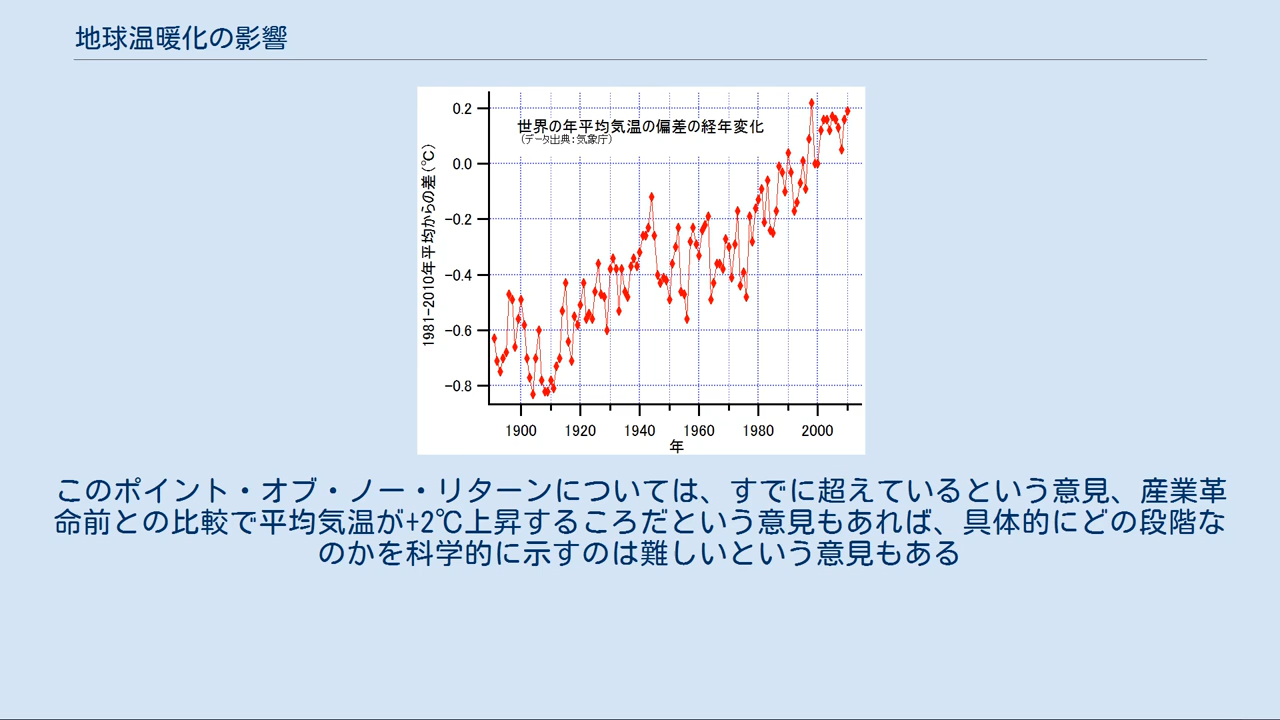 地球温暖化の影響
世界の年平均気温の偏差の経年変化
(データ出典:気象庁)
1981-2010年平均からの差(℃)
0.2
0.0
-0.2
-0.4
-0.6
-0.8
1900 1920 1940 1960 1980 2000
年
このポイント・オブ・ノー・リターンについては、すでに超えているという意見、産業革
命前との比較で平均気温が+2℃上昇するころだという意見もあれば、具体的にどの段階な
のかを科学的に示すのは難しいという意見もある